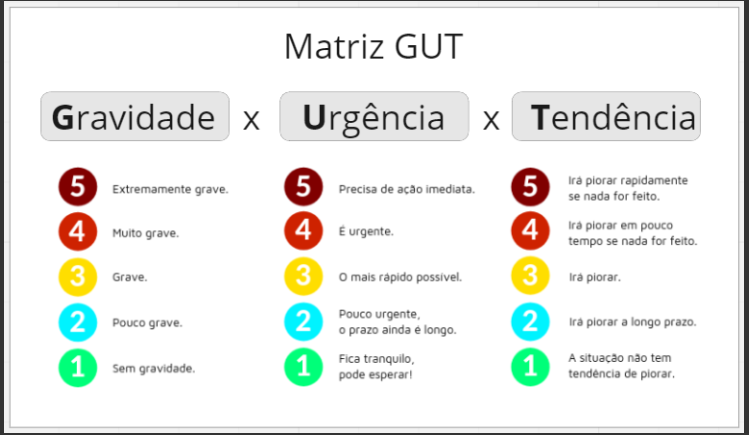 Matriz GUT
Gravidade x Urgência x Tendência
5 Extremamente grave.
4 Muito grave.
3 Grave.
2 Pouco grave.
1 Sem gravidade.
5 Precisa de ação imediata.
4 É urgente.
3 O mais rápido possível.
2 Pouco urgente,
o prazo ainda é longo.
1 Fica tranquilo,
pode esperar!
5 Irá piorar rapidamente
se nada for feito.
4 Irá piorar em pouco
tempo se nada for feito.
3 Irá piorar.
2 Irá piorar a longo prazo.
1 A situação não tem
tendência de piorar.